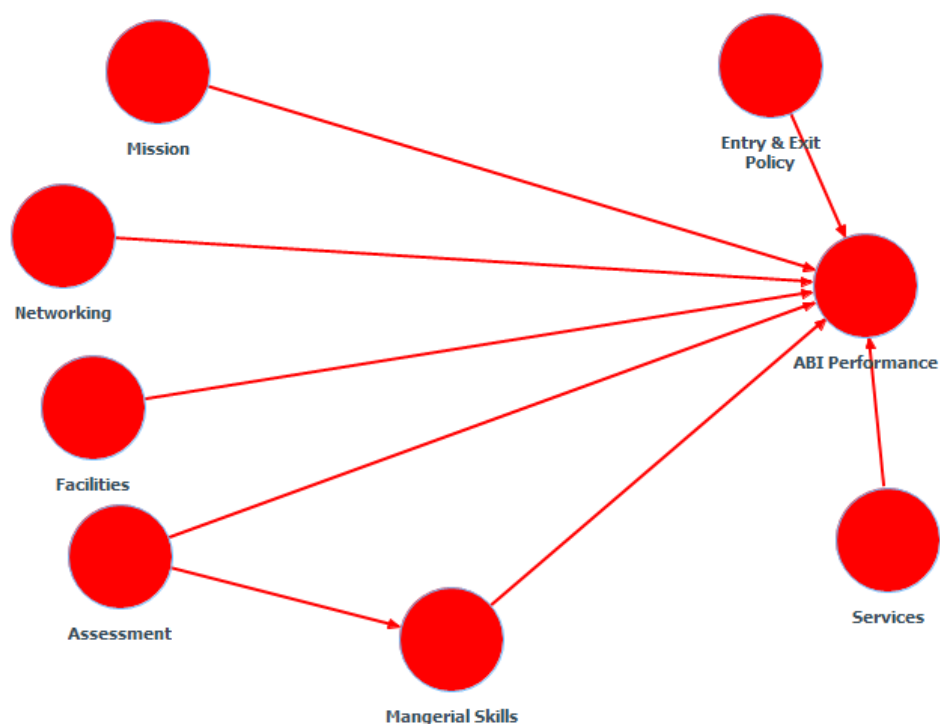 Mission
Entry & Exit
Policy
Networking
ABI Performance
Facilities
Services
Assessment
Mangerial Skills